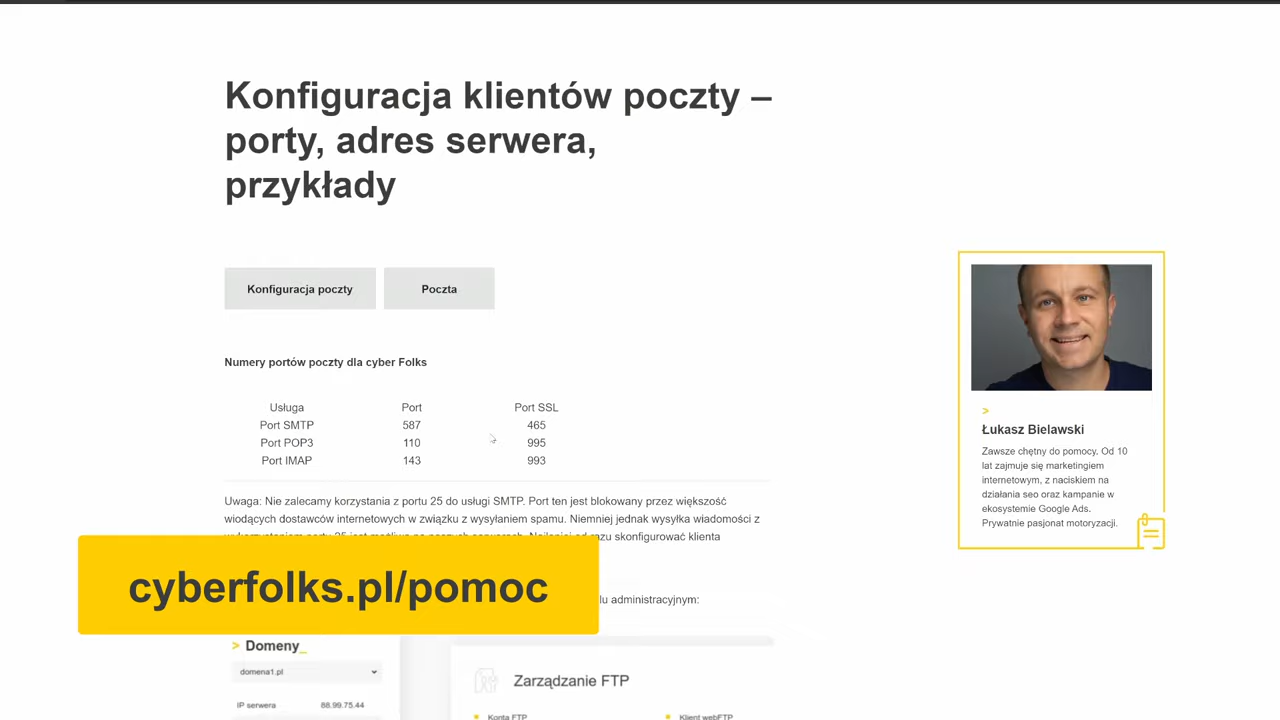 Konfiguracja klientów poczty –
porty, adres serwera,
przykłady
Konfiguracja poczty
Poczta
Numery portów poczty dla cyber Folks
Usługa Port Port SSL
Port SMTP 587 465
Port POP3 110 995
Port IMAP 143 993
Uwaga: Nie zalecamy korzystania z portu 25 do usługi SMTP. Port ten jest blokowany przez większość
wiodących dostawców internetowych w związku z wysyłaniem spamu. Niemniej jednak wysyłka wiadomości z
skonfigurować klienta
administracyjnym:
cyberfolks.pl/pomoc
> Domeny_
domena1.pl
IP serwera 88.99.75.44
Zarządzanie FTP
Konta FTP
Klient webFTP
>
Łukasz Bielawski
Zawsze chętny do pomocy. Od 10
lat zajmuje się marketingiem
internetowym, z naciskiem na
działania seo oraz kampanie w
ekosystemie Google Ads.
Prywatnie pasjonat motoryzacji.